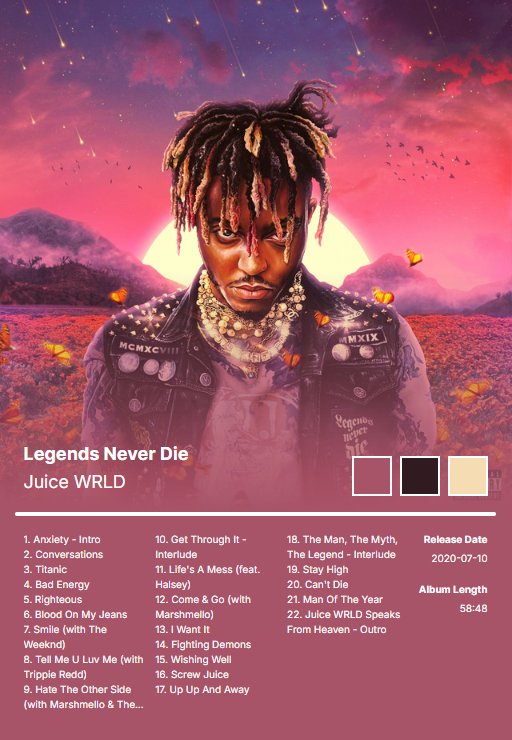 MCMXCVIII
MMXIX
Legends
never
die
Legends Never Die
Juice WRLD
1. Anxiety - Intro
2. Conversations
3. Titanic
4. Bad Energy
5. Righteous
6. Blood On My Jeans
7. Smile (with The
Weeknd)
8. Tell Me U Luv Me (with
Trippie Redd)
9. Hate The Other Side
(with Marshmello & The...
10. Get Through It -
Interlude
11. Life's A Mess (feat.
Halsey)
12. Come & Go (with
Marshmello)
13. I Want It
14. Fighting Demons
15. Wishing Well
16. Screw Juice
17. Up Up And Away
18. The Man, The Myth,
The Legend - Interlude
19. Stay High
20. Can't Die
21. Man Of The Year
22. Juice WRLD Speaks
From Heaven - Outro
Release Date
2020-07-10
Album Length
58:48